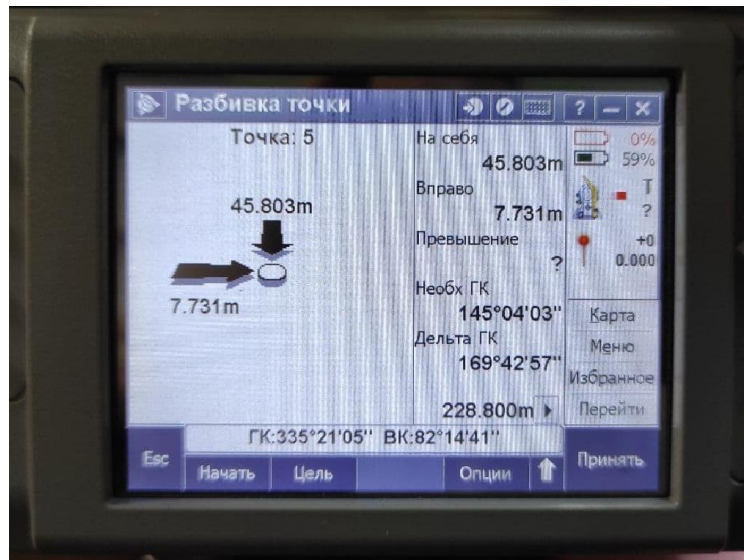 Разбивка точки
? — X
Точка: 5
45.803m
7.731m
На себя
45.803m
Вправо
7.731m
Превышение
?
Необх ГК
145°04'03"
Дельта ГК
169°42'57"
228.800m
0%
59%
T
?
+0
0.000
Карта
Меню
Избранное
Перейти
ГК:335°21'05" ВК:82°14'41"
Esc
Начать
Цель
Опции
Принять